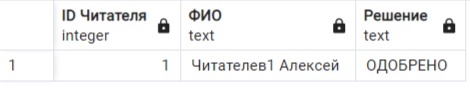 ID Читателя ФИО Решение
integer text text
1 1 Читателев1 Алексей ОДОБРЕНО